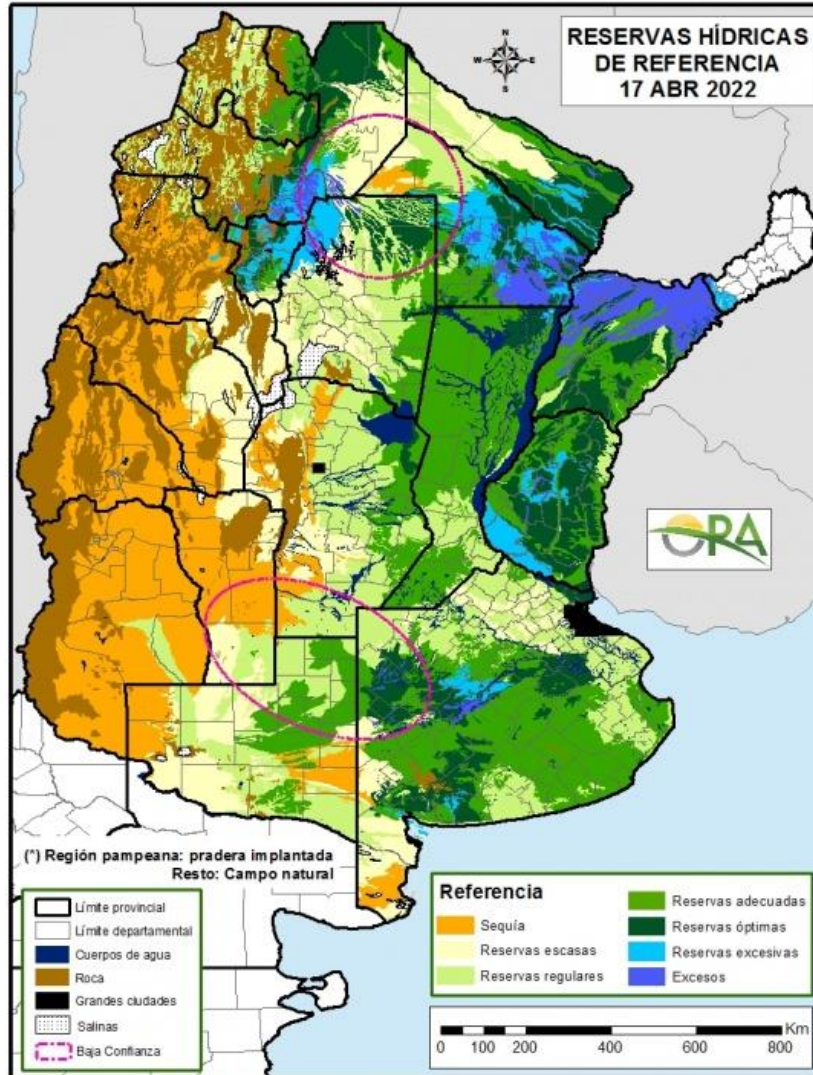 RESERVAS HÍDRICAS
DE REFERENCIA
17 ABR 2022
N
W E
S
ORA
(*) Región pampeana: pradera implantada
Resto: Campo natural
Límite provincial
Límite departamental
Cuerpos de agua
Roca
Grandes ciudades
Salinas
Baja Confianza
Referencia
Sequía
Reservas escasas
Reservas regulares
Reservas adecuadas
Reservas óptimas
Reservas excesivas
Excesos
Km
0 100 200 400 600 800